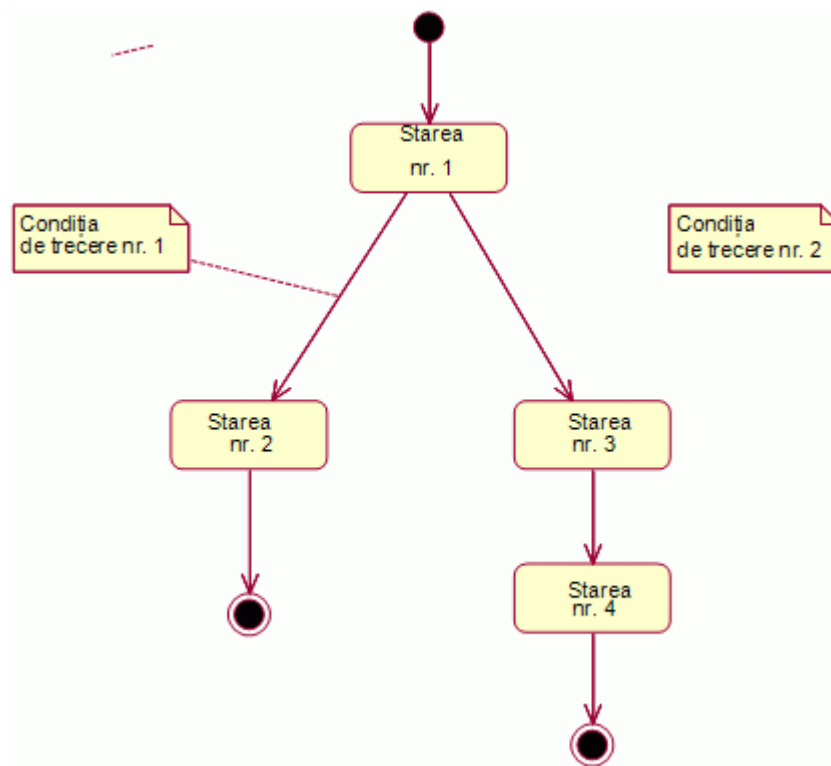 Starea
nr. 1
Condiția
de trecere nr. 1
Condiția
de trecere nr. 2
Starea
nr. 2
Starea
nr. 3
Starea
nr. 4